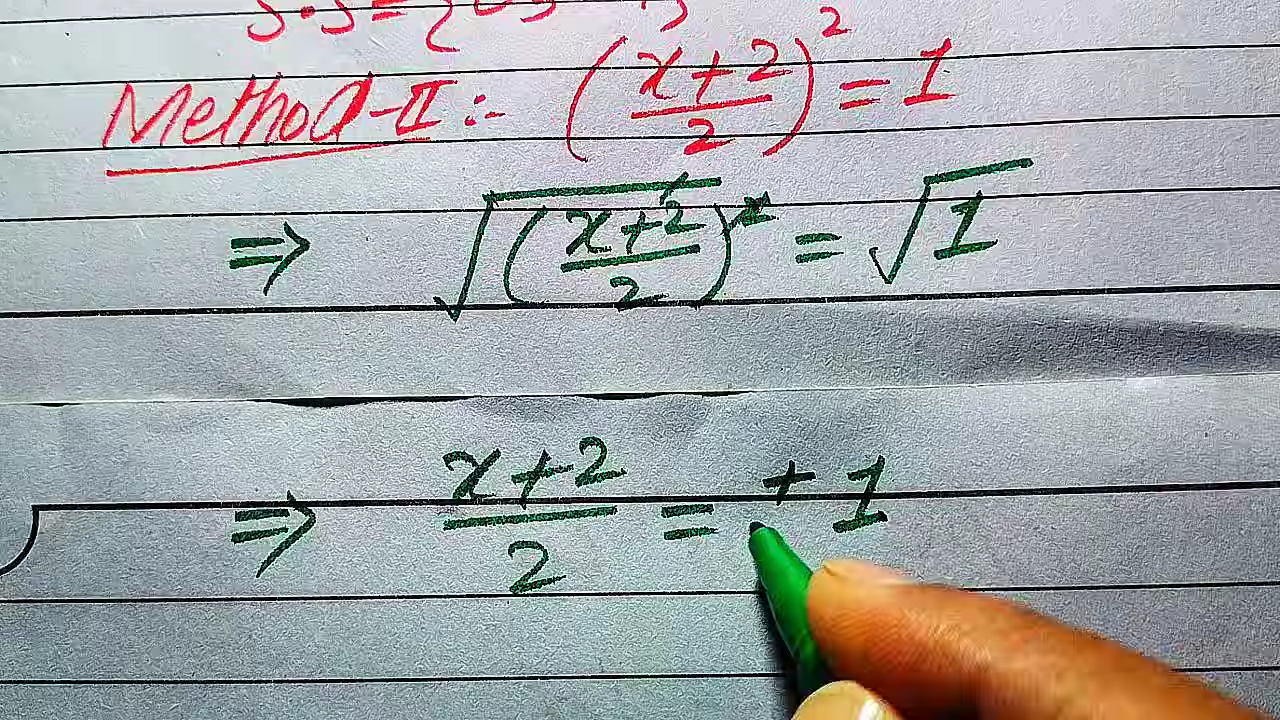 S.S = {
Method-II :- (x+2/2)² = 1
⇒ √(x+2/2)² = √1
⇒ x+2/2 = + 1